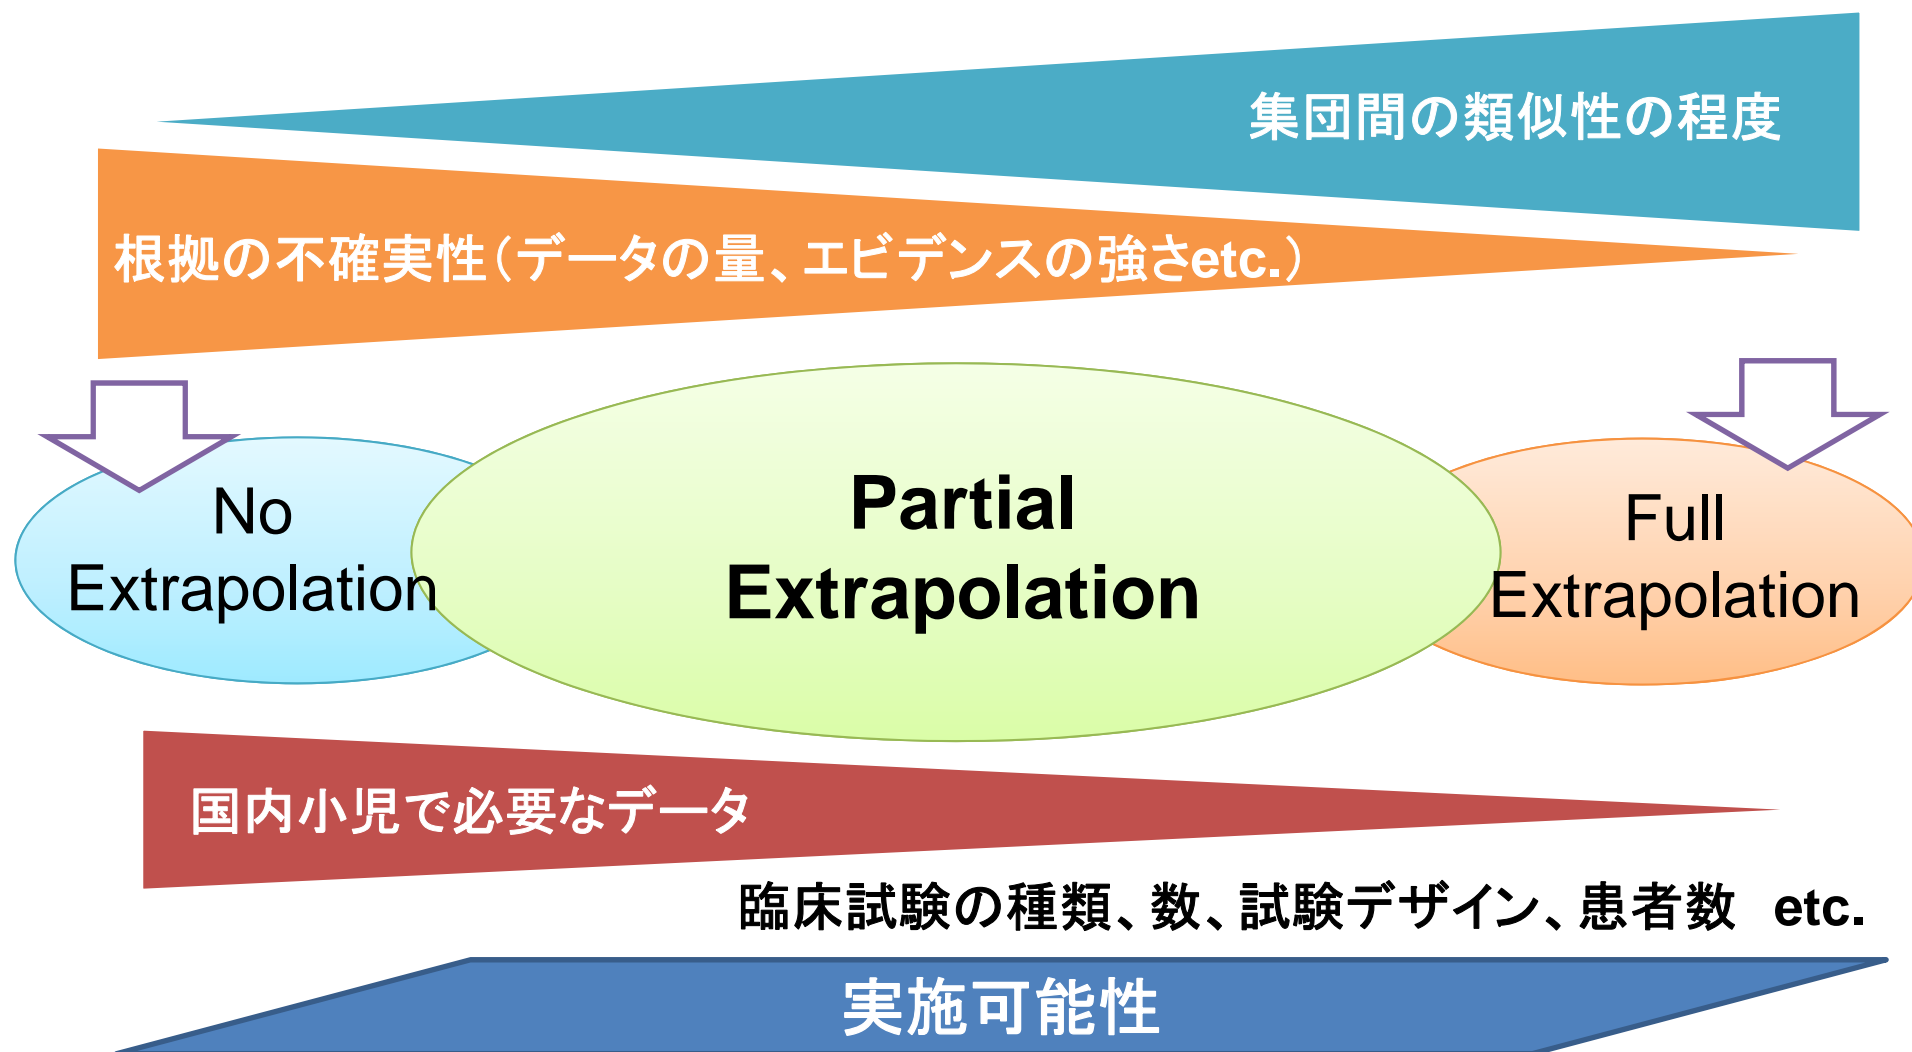 集団間の類似性の程度
根拠の不確実性（データの量、エビデンスの強さetc.）
No
Extrapolation
Partial
Extrapolation
Full
Extrapolation
国内小児で必要なデータ
臨床試験の種類、数、試験デザイン、患者数　etc.
実施可能性